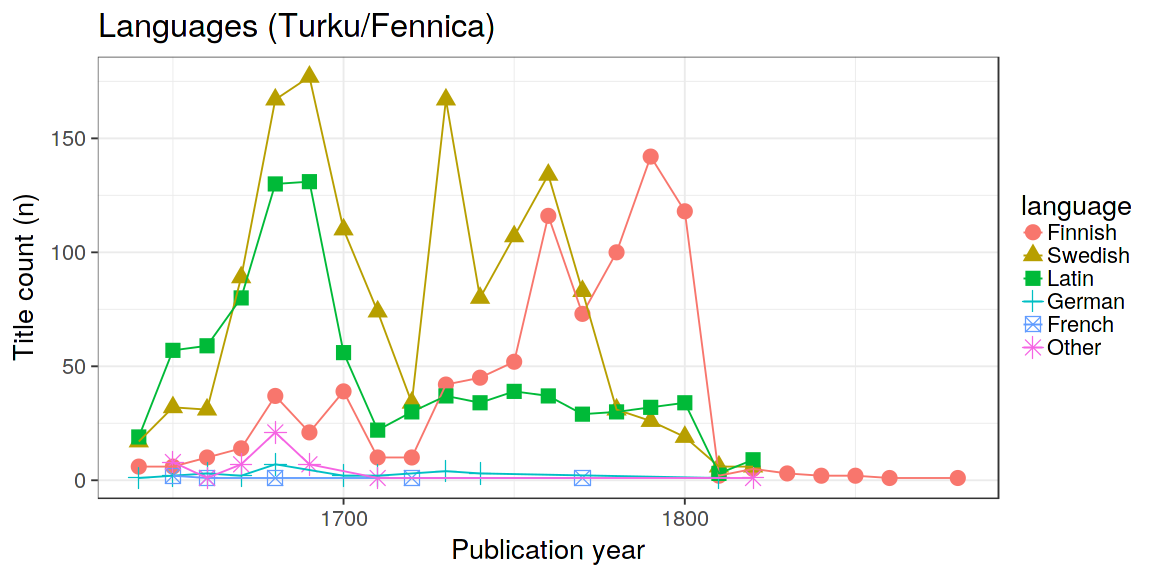 Languages (Turku/Fennica)
Title count (n)
150
100
50
0
1700
1800
Publication year
language
Finnish
Swedish
Latin
German
French
Other